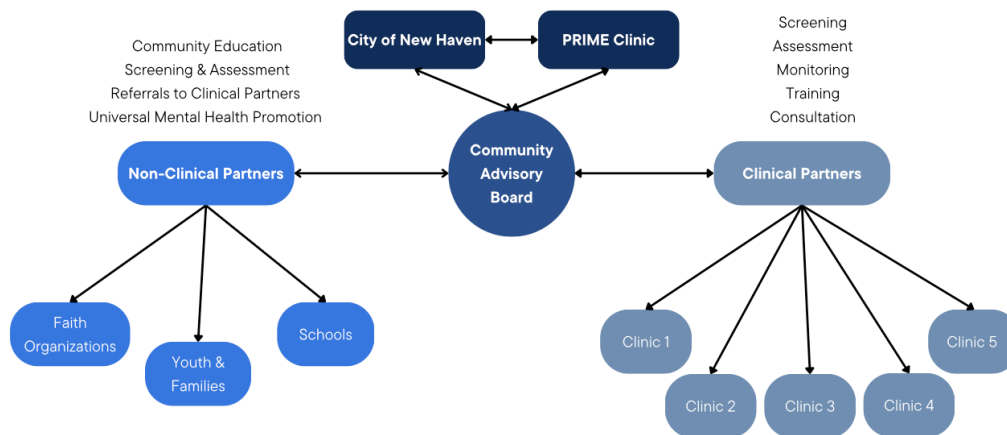 City of New Haven
PRIME Clinic
Community Education
Screening & Assessment
Referrals to Clinical Partners
Universal Mental Health Promotion
Screening
Assessment
Monitoring
Training
Consultation
Non-Clinical Partners
Community
Advisory
Board
Clinical Partners
Faith
Organizations
Youth &
Families
Schools
Clinic 1
Clinic 2
Clinic 3
Clinic 4
Clinic 5